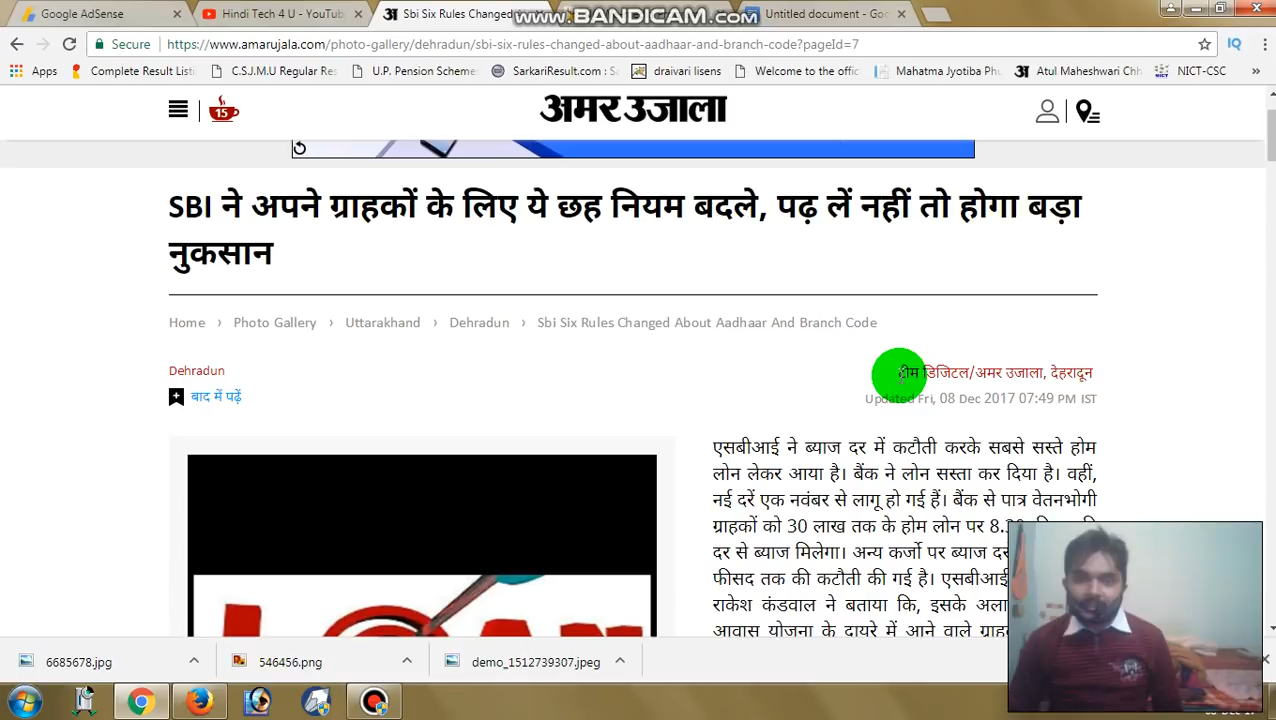 Google AdSense
Hindi Tech 4 U - YouTub
Sbi Six Rules Changed
www.BANDICAM.com
Untitled document - Goo
Secure
https://www.amarujala.com/photo-gallery/dehradun/sbi-six-rules-changed-about-aadhaar-and-branch-code?pageId=7
Apps
Complete Result Listi
C.S.J.M.U Regular Res
U.P. Pension Scheme
SarkariResult.com : S
draivari lisens
Welcome to the offic
Mahatma Jyotiba Phu
Atul Maheshwari Chh
NICT-CSC
15
अमर उजाला
SBI ने अपने ग्राहकों के लिए ये छह नियम बदले, पढ़ लें नहीं तो होगा बड़ा
नुकसान
Home › Photo Gallery › Uttarakhand › Dehradun › Sbi Six Rules Changed About Aadhaar And Branch Code
Dehradun
टीम डिजिटल/अमर उजाला, देहरादून
बाद में पढ़ें
Updated Fri, 08 Dec 2017 07:49 PM IST
एसबीआई ने ब्याज दर में कटौती करके सबसे सस्ते होम
लोन लेकर आया है। बैंक ने लोन सस्ता कर दिया है। वहीं,
नई दरें एक नवंबर से लागू हो गई हैं। बैंक से पात्र वेतनभोगी
ग्राहकों को 30 लाख तक के होम लोन पर
दर से ब्याज मिलेगा। अन्य कर्जो पर ब्याज
फीसद तक की कटौती की गई है। एसबीआई
राकेश कंडवाल ने बताया कि, इसके
आवास योजना के दायरे में आने वाले
6685678.jpg
546456.png
demo_1512739307.jpeg